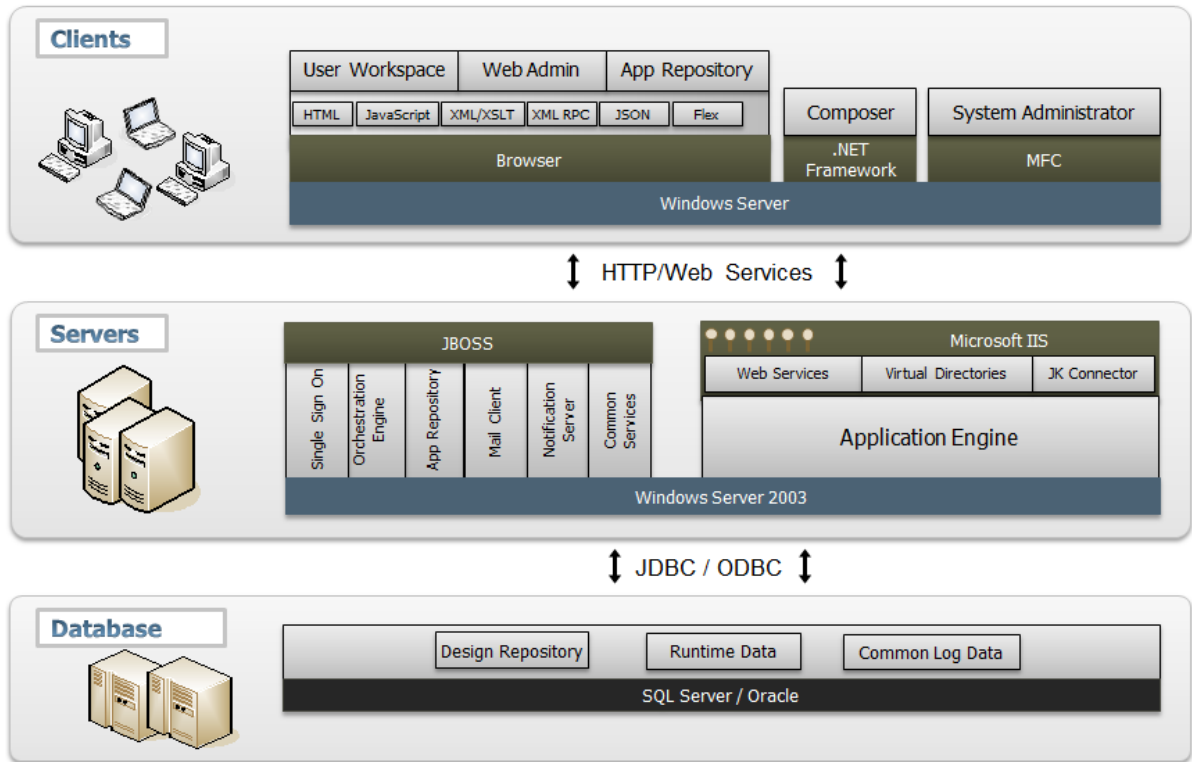 Clients
User Workspace
Web Admin
App Repository
HTML
JavaScript
XML/XSLT
XML RPC
JSON
Flex
Browser
Composer
.NET
Framework
System Administrator
MFC
Windows Server
HTTP/Web Services
Servers
JBOSS
Single Sign On
Orchestration
Engine
App Repository
Mail Client
Notification
Server
Common
Services
Microsoft IIS
Web Services
Virtual Directories
JK Connector
Application Engine
Windows Server 2003
JDBC / ODBC
Database
Design Repository
Runtime Data
Common Log Data
SQL Server / Oracle